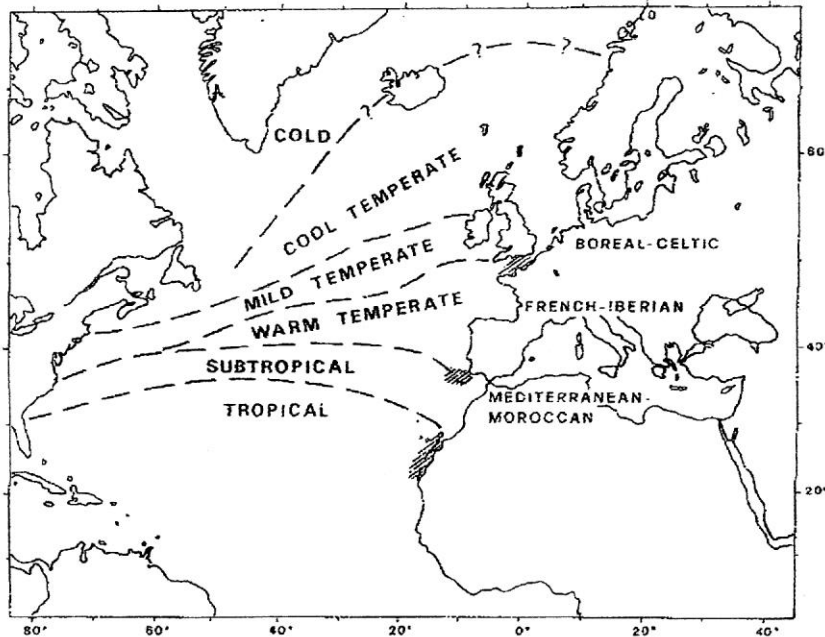 ?
?
?
COLD
60°
COOL TEMPERATE
BOREAL-CELTIC
MILD TEMPERATE
FRENCH-IBERIAN
WARM TEMPERATE
40°
SUBTROPICAL
MEDITERRANEAN-
MOROCCAN
TROPICAL
20°
80° 60° 40° 20° 0° 20° 40°